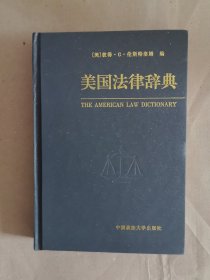 [美]彼得·G·伦斯特洛姆 编
美国法律辞典
THE AMERICAN LAW DICTIONARY
中国政法大学出版社